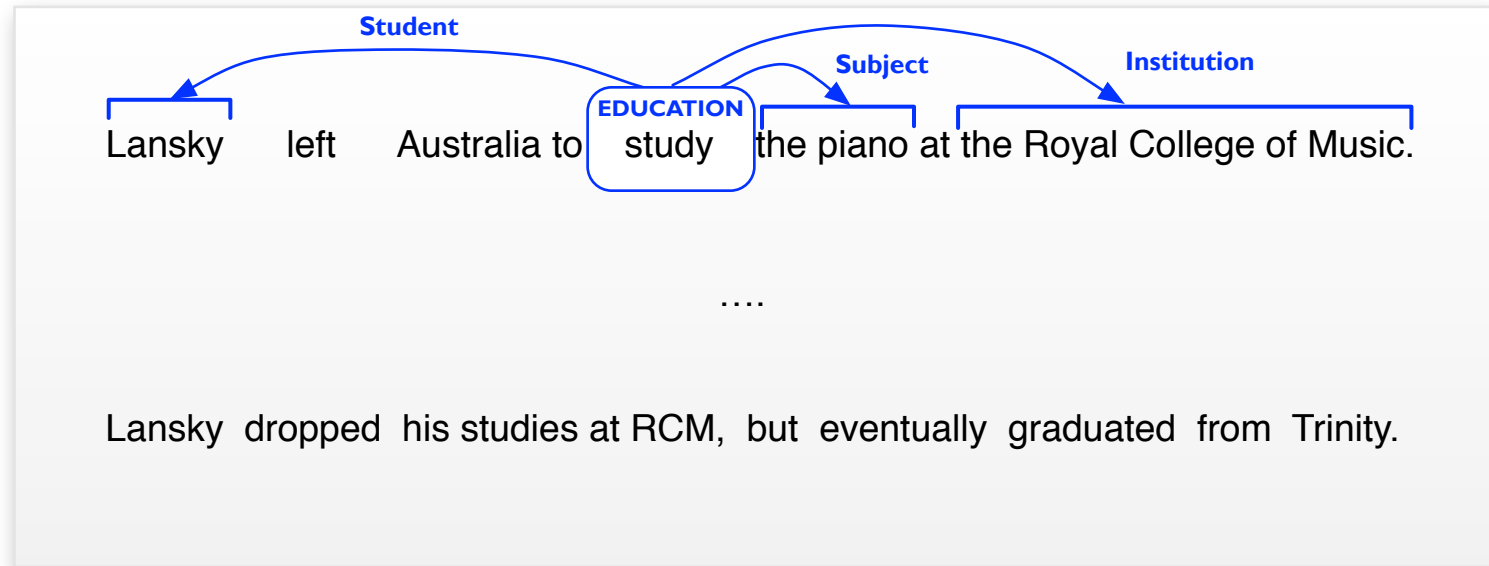 Student
Subject
Institution
EDUCATION
Lansky left Australia to study the piano at the Royal College of Music.
....
Lansky dropped his studies at RCM, but eventually graduated from Trinity.